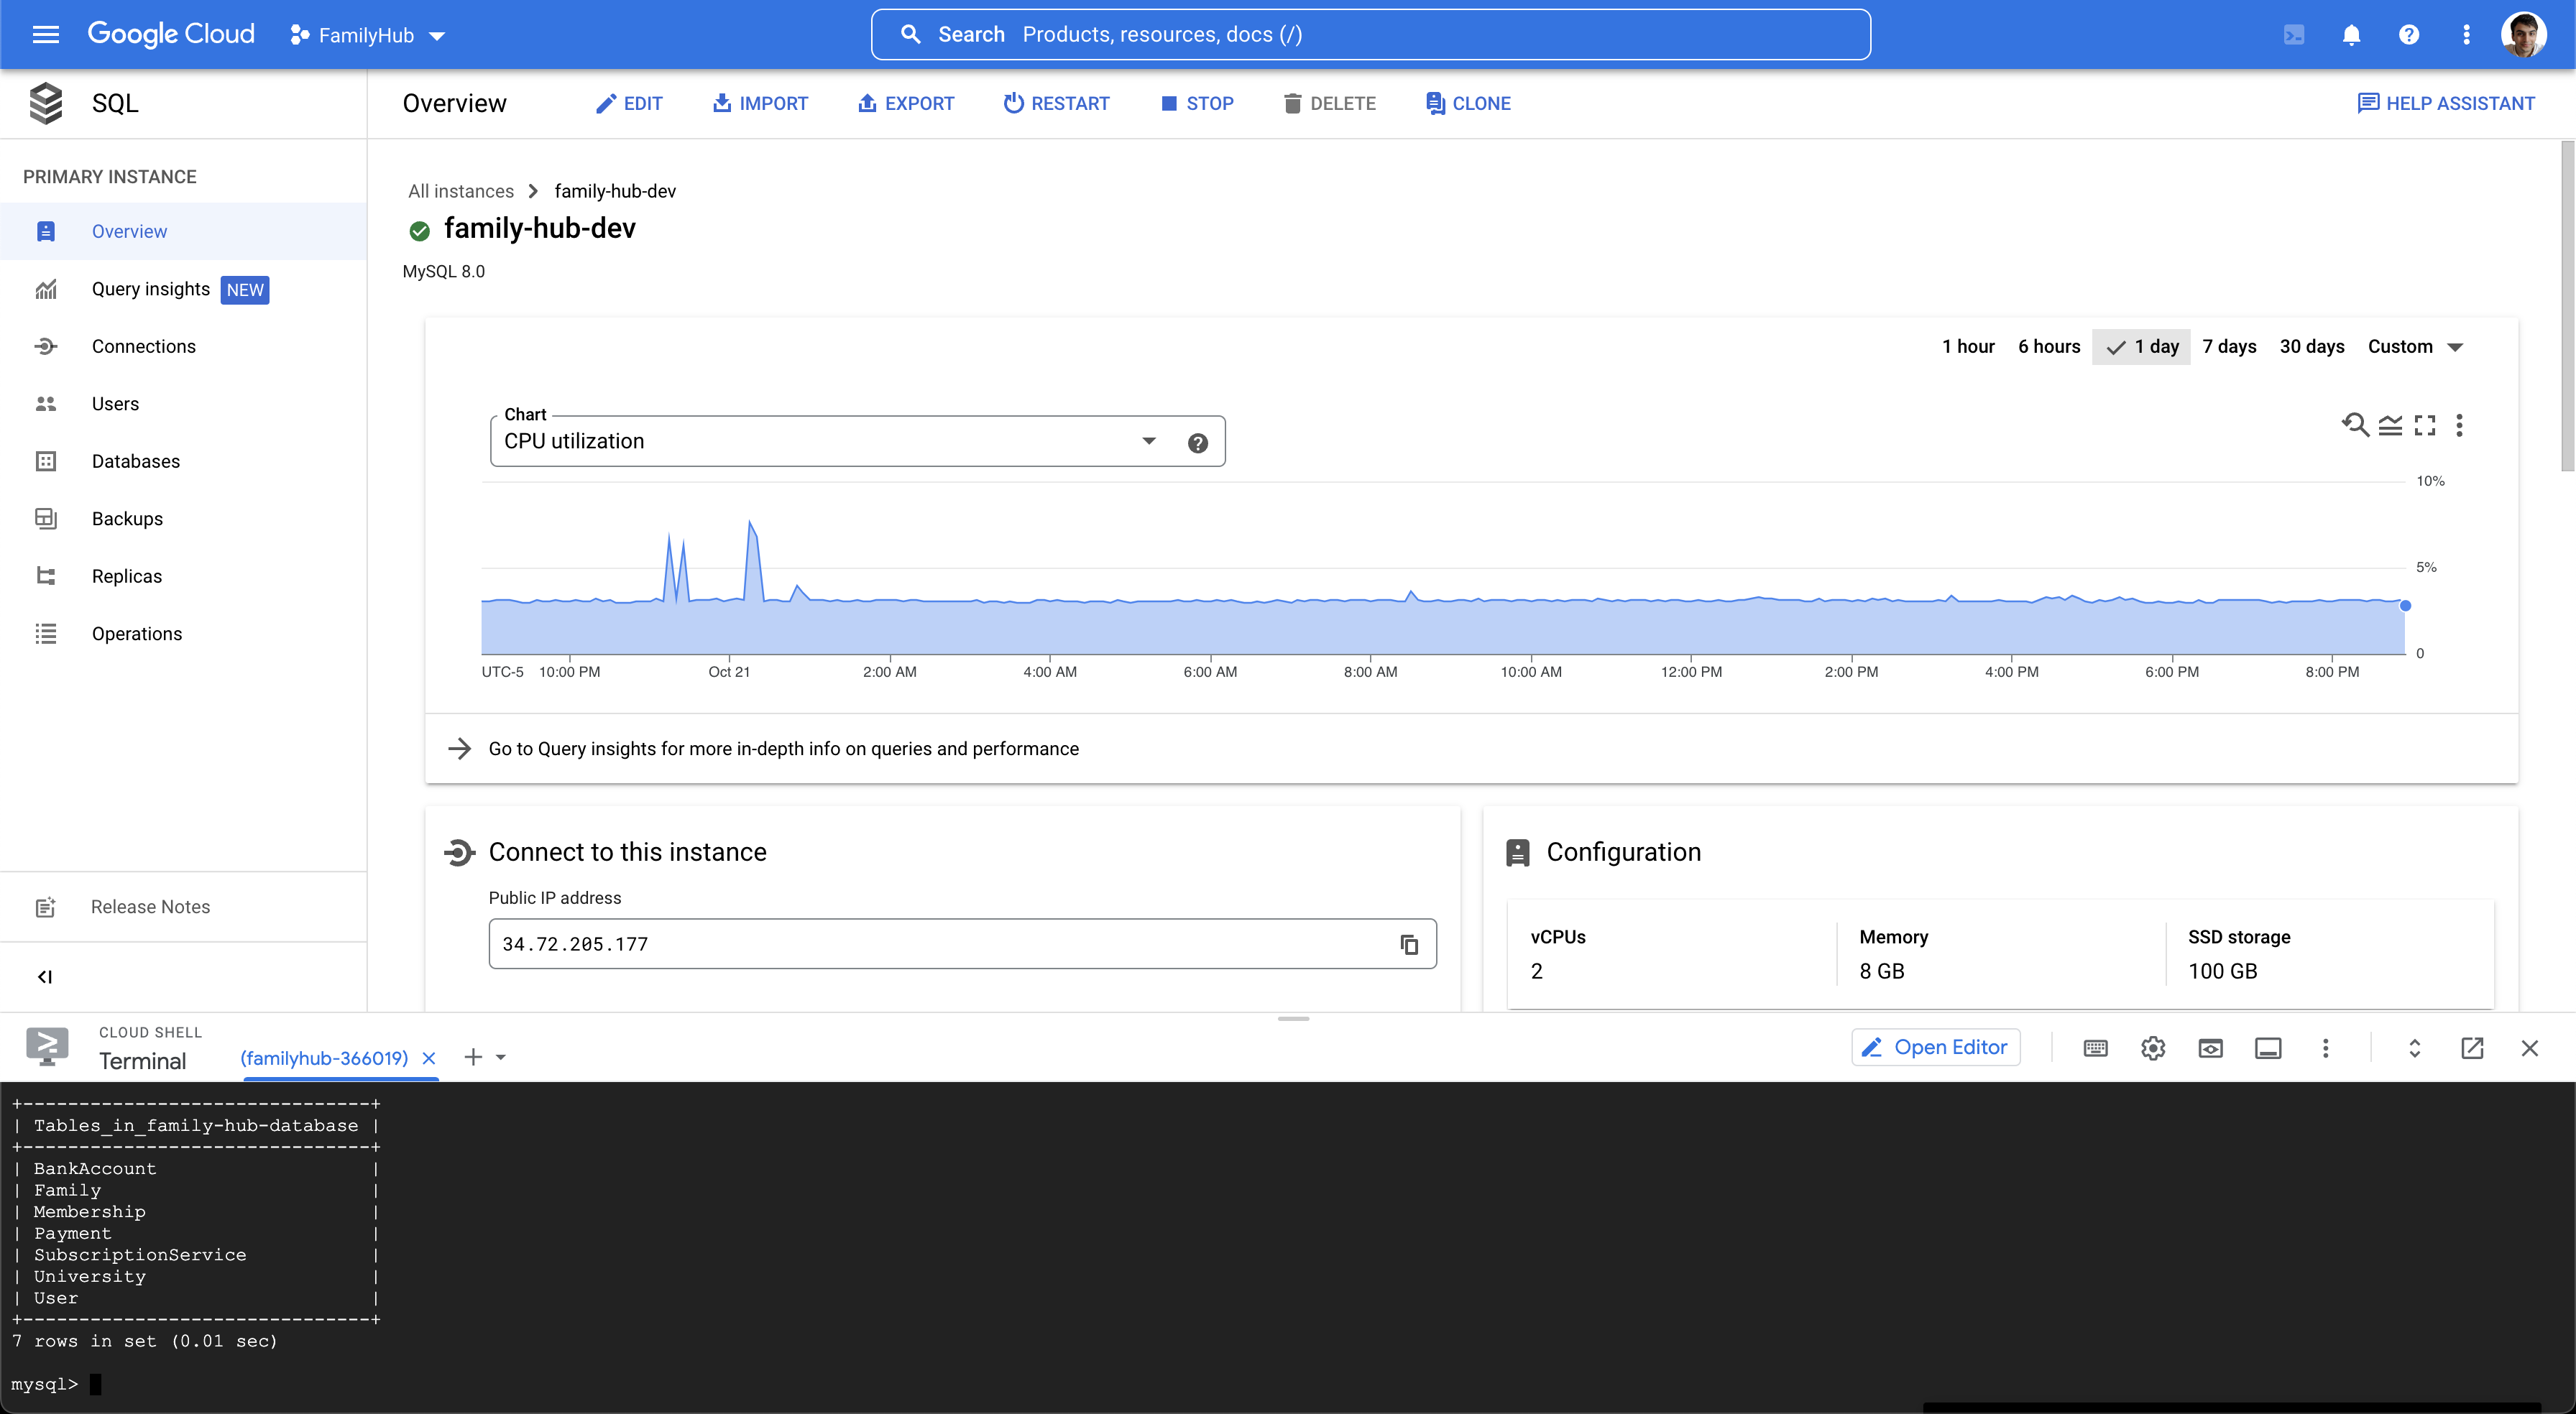 Google Cloud
FamilyHub
Search Products, resources, docs (/)
SQL
Overview
EDIT
IMPORT
EXPORT
RESTART
STOP
DELETE
CLONE
HELP ASSISTANT
PRIMARY INSTANCE
Overview
Query insights NEW
Connections
Users
Databases
Backups
Replicas
Operations
Release Notes
All instances family-hub-dev
family-hub-dev
MySQL 8.0
1 hour 6 hours 1 day 7 days 30 days Custom
Chart
CPU utilization
10%
5%
0
UTC-5 10:00 PM Oct 21 2:00 AM 4:00 AM 6:00 AM 8:00 AM 10:00 AM 12:00 PM 2:00 PM 4:00 PM 6:00 PM 8:00 PM
Go to Query insights for more in-depth info on queries and performance
Connect to this instance
Public IP address
34.72.205.177
Configuration
vCPUs
2
Memory
8 GB
SSD storage
100 GB
CLOUD SHELL
Terminal
(familyhub-366019)
Open Editor
+-------------------------------+
| Tables_in_family-hub-database |
+-------------------------------+
| BankAccount |
| Family |
| Membership |
| Payment |
| SubscriptionService |
| University |
| User |
+-------------------------------+
7 rows in set (0.01 sec)
mysql>